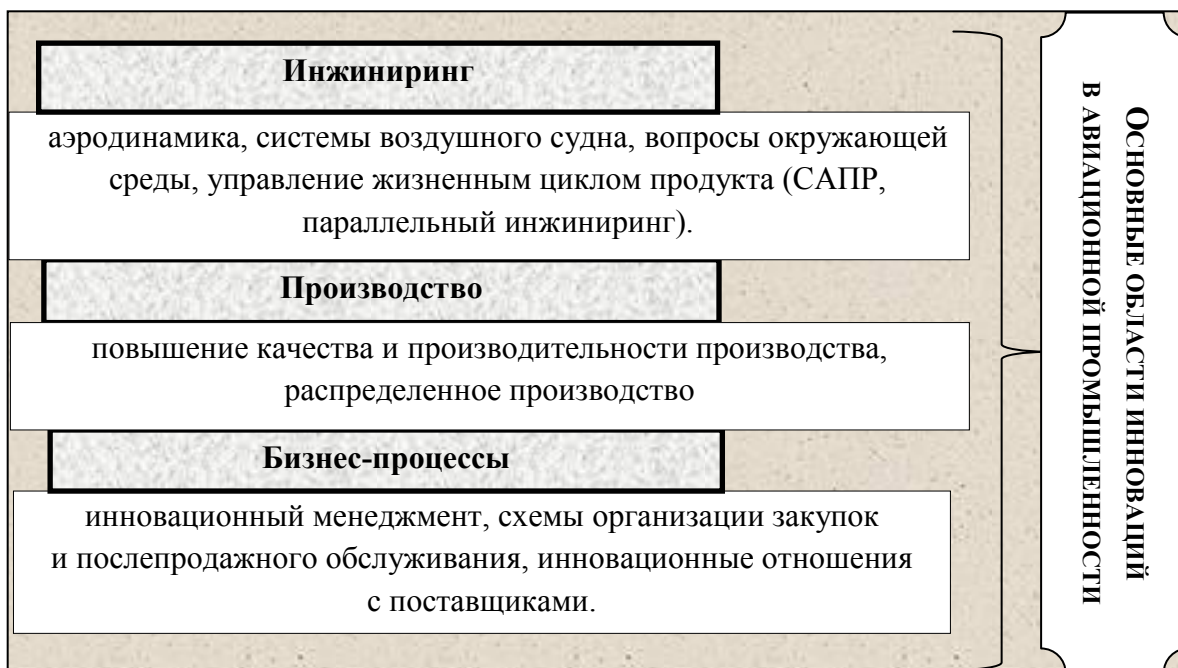 Инжиниринг
аэродинамика, системы воздушного судна, вопросы окружающей
среды, управление жизненным циклом продукта (САПР,
параллельный инжиниринг).
Производство
повышение качества и производительности производства,
распределенное производство
Бизнес-процессы
инновационный менеджмент, схемы организации закупок
и послепродажного обслуживания, инновационные отношения
с поставщиками.
ОСНОВНЫЕ ОБЛАСТИ ИННОВАЦИЙ
В АВИАЦИОННОЙ ПРОМЫШЛЕННОСТИ